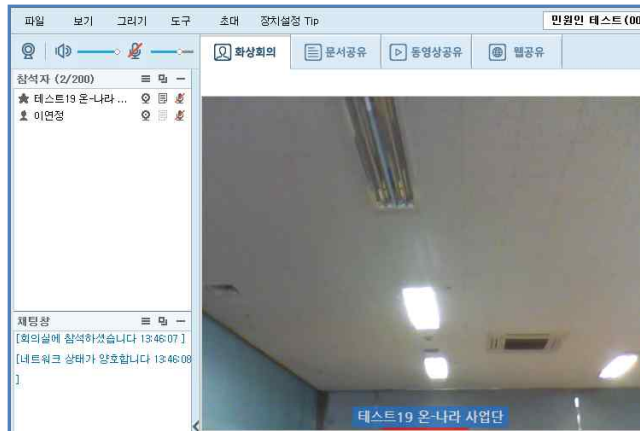 파일 보기 그리기 도구 초대 장치설정 Tip 민원인 테스트(00
화상회의 문서공유 동영상공유 웹공유
참석자 (2/200)
테스트19 온-나라 ...
이연정
채팅창
[회의실에 참석하셨습니다 13:46:07 ]
[네트워크 상태가 양호합니다 13:46:08
]
테스트19 온-나라 사업단